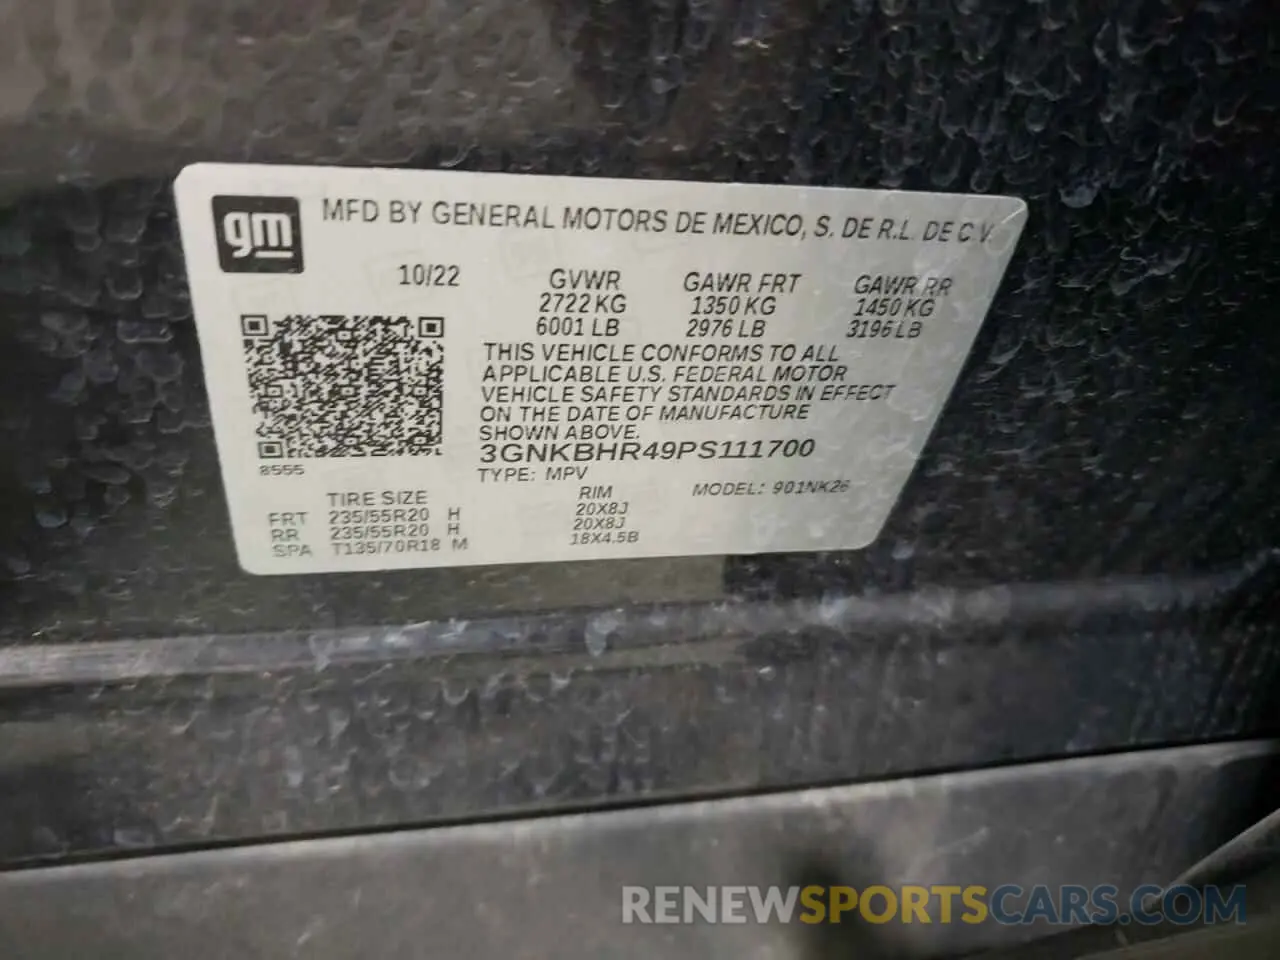 gm
MFD BY GENERAL MOTORS DE MEXICO, S. DE R.L. DE C.V.
10/22 GVWR GAWR FRT GAWR RR
2722 KG 1350 KG 1450 KG
6001 LB 2976 LB 3196 LB
THIS VEHICLE CONFORMS TO ALL
APPLICABLE U.S. FEDERAL MOTOR
VEHICLE SAFETY STANDARDS IN EFFECT
ON THE DATE OF MANUFACTURE
SHOWN ABOVE.
3GNKBHR49PS111700
8555
TYPE: MPV MODEL: 901NK26
TIRE SIZE RIM
FRT 235/55R20 H 20X8J
RR 235/55R20 H 20X8J
SPA T135/70R18 M 18X4.5B
RENEWSPORTSCARS.COM